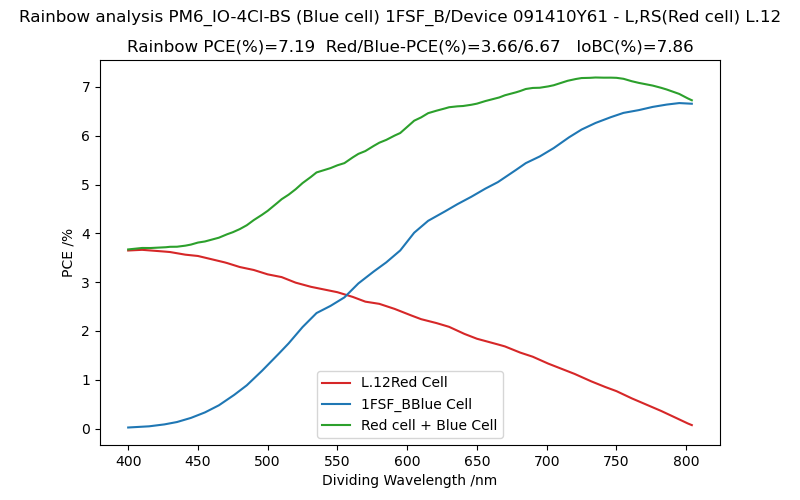 Rainbow analysis PM6_IO-4Cl-BS (Blue cell) 1FSF_B/Device 091410Y61 - L,RS(Red cell) L.12
Rainbow PCE(%)=7.19 Red/Blue-PCE(%)=3.66/6.67 IoBC(%)=7.86
PCE /%
7
6
5
4
3
2
1
0
L.12Red Cell
1FSF_BBlue Cell
Red cell + Blue Cell
400 450 500 550 600 650 700 750 800
Dividing Wavelength /nm